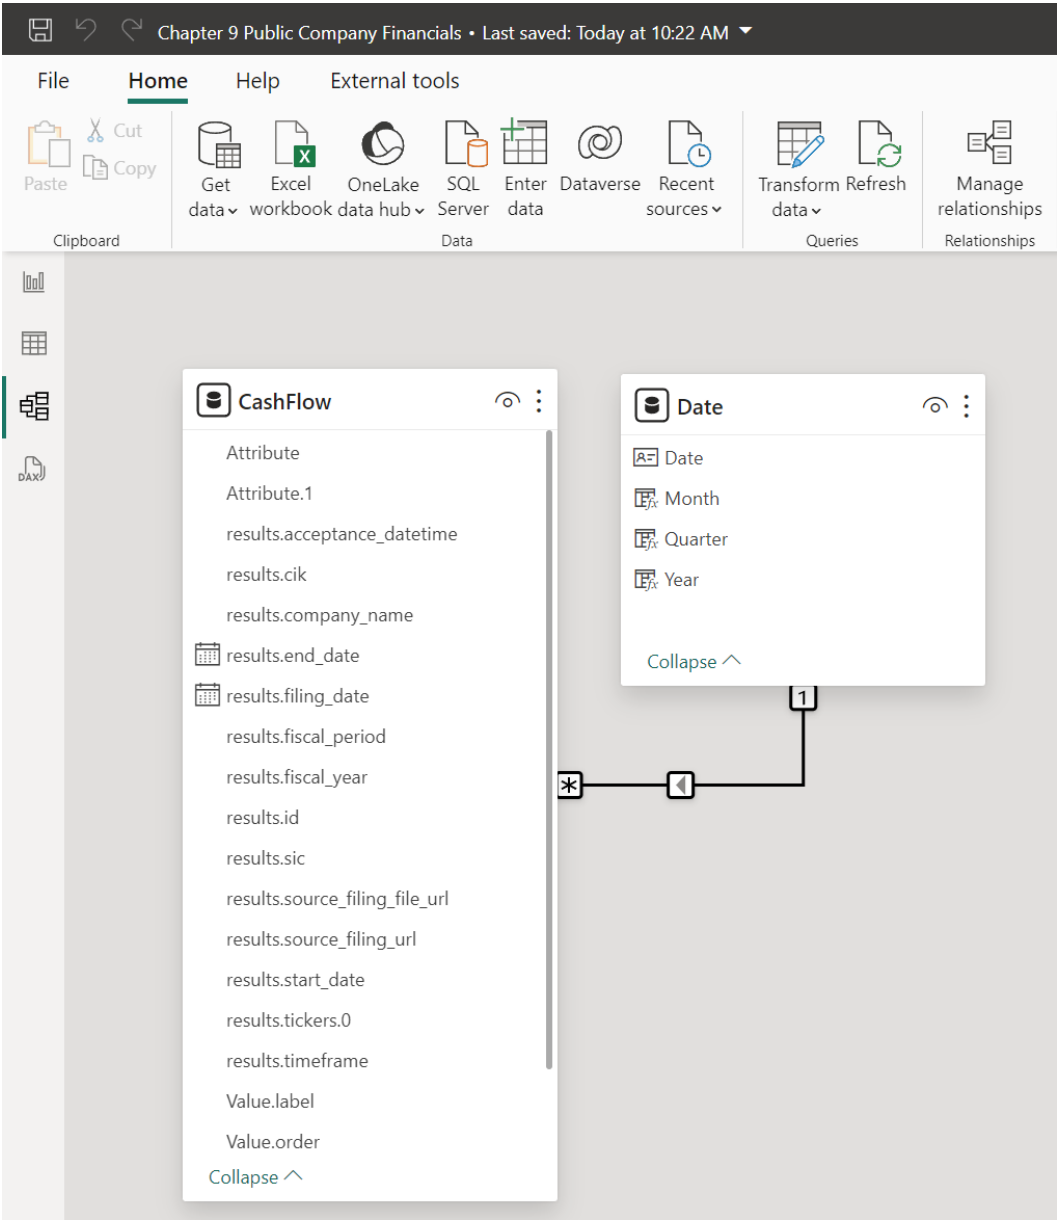 Chapter 9 Public Company Financials • Last saved: Today at 10:22 AM
File Home Help External tools
Paste
Cut
Copy
Clipboard
Get data
Excel workbook
OneLake data hub
SQL Server
Enter data
Dataverse
Recent sources
Data
Transform data
Refresh
Queries
Manage relationships
Relationships
DAX
CashFlow
Attribute
Attribute.1
results.acceptance_datetime
results.cik
results.company_name
results.end_date
results.filing_date
results.fiscal_period
results.fiscal_year
results.id
results.sic
results.source_filing_file_url
results.source_filing_url
results.start_date
results.tickers.0
results.timeframe
Value.label
Value.order
Collapse
Date
Date
Month
Quarter
Year
Collapse
1
*